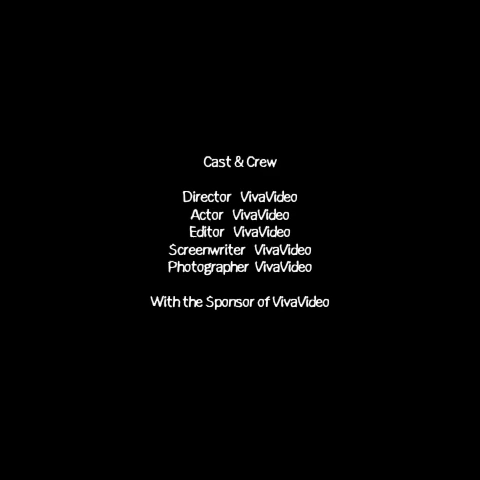 Cast & Crew
Director VivaVideo
Actor VivaVideo
Editor VivaVideo
Screenwriter VivaVideo
Photographer VivaVideo
With the Sponsor of VivaVideo